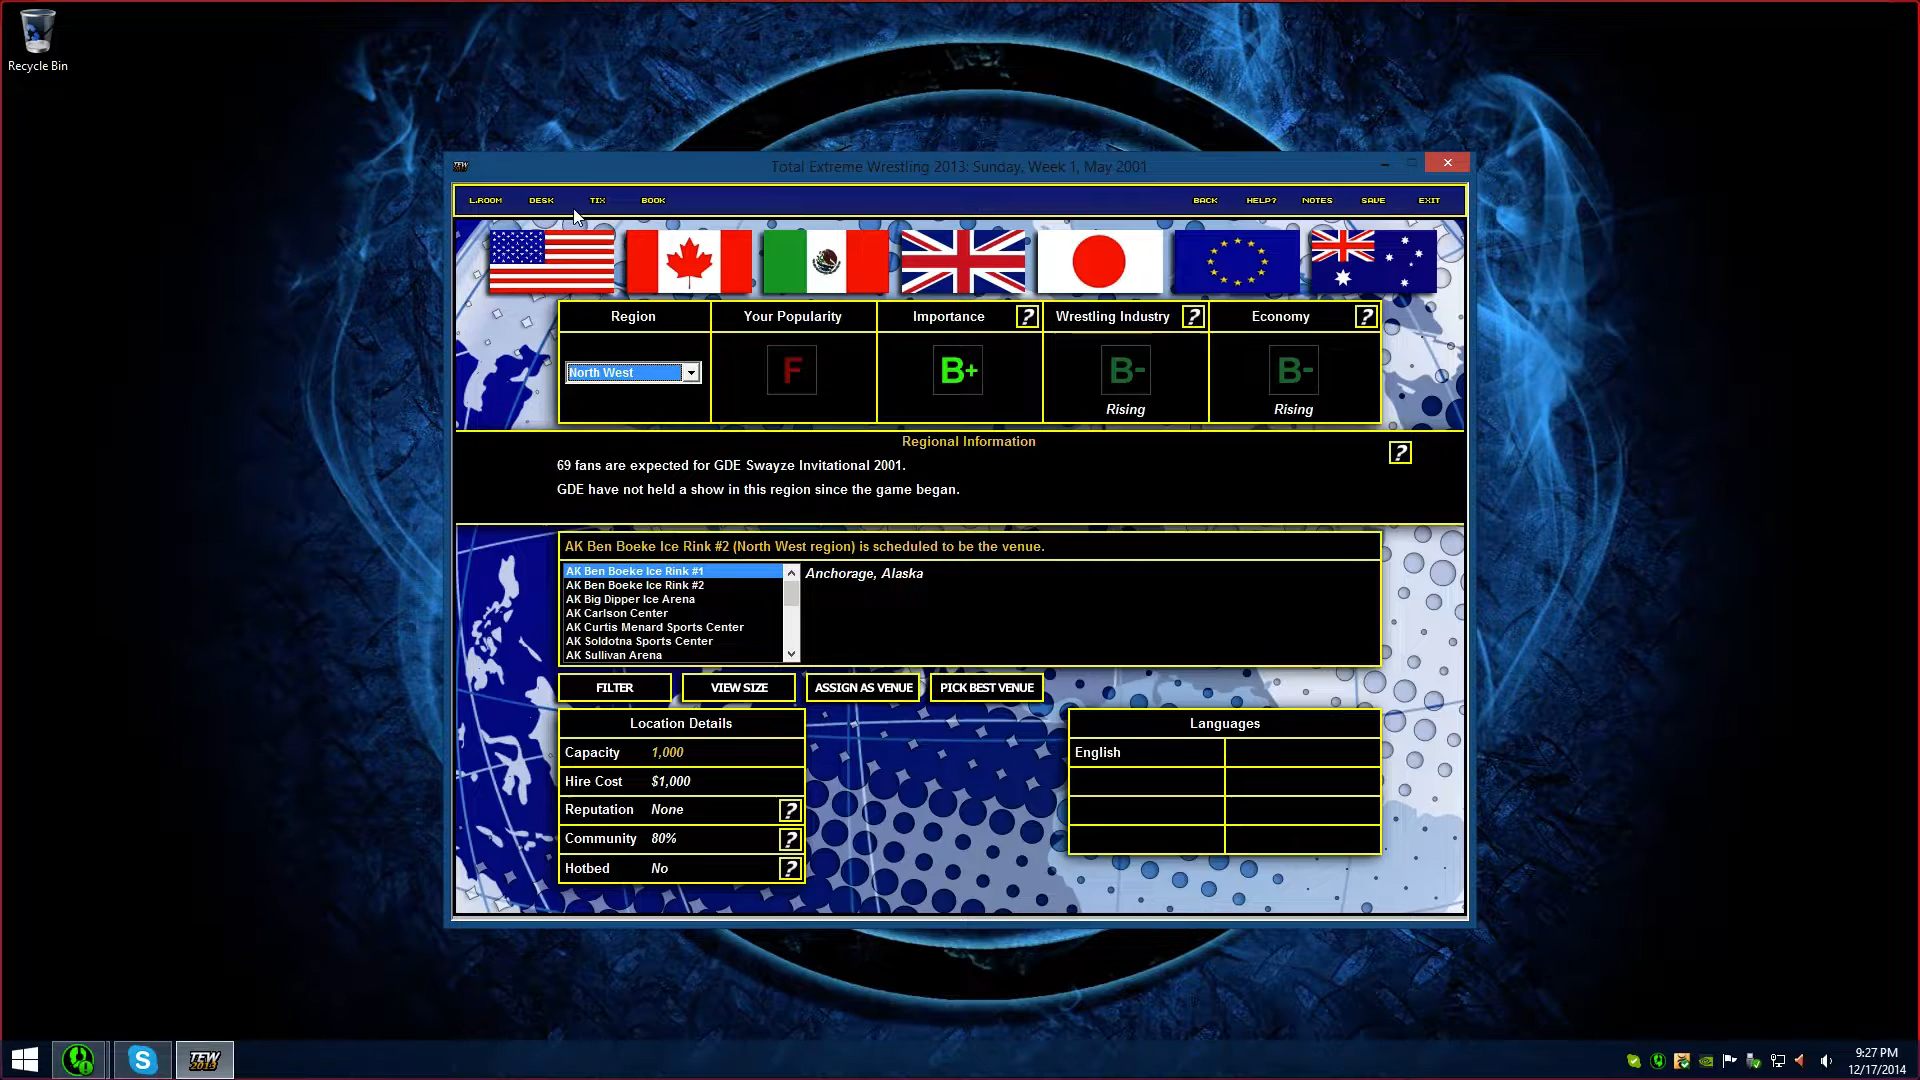 Recycle Bin
Total Extreme Wrestling 2013: Sunday, Week 1, May 2001
L.ROOM DESK TIX BOOK BACK HELP? NOTES SAVE EXIT
Region Your Popularity Importance ? Wrestling Industry ? Economy ?
North West F B+ B- B-
Rising Rising
Regional Information
?
69 fans are expected for GDE Swayze Invitational 2001.
GDE have not held a show in this region since the game began.
AK Ben Boeke Ice Rink #2 (North West region) is scheduled to be the venue.
AK Ben Boeke Ice Rink #1 Anchorage, Alaska
AK Ben Boeke Ice Rink #2
AK Big Dipper Ice Arena
AK Carlson Center
AK Curtis Menard Sports Center
AK Soldotna Sports Center
AK Sullivan Arena
FILTER VIEW SIZE ASSIGN AS VENUE PICK BEST VENUE
Location Details Languages
Capacity 1,000 English
Hire Cost $1,000
Reputation None ?
Community 80% ?
Hotbed No ?
S TEW 2013
9:27 PM
12/17/2014